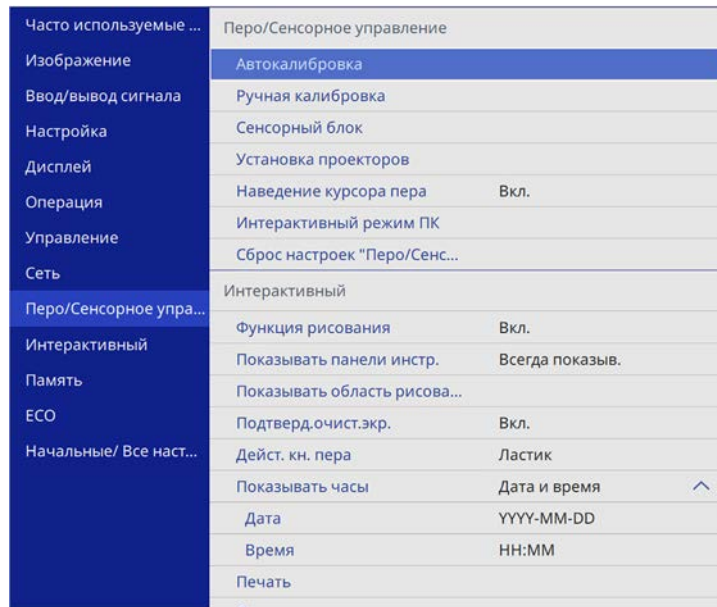 Часто используемые ...
Изображение
Ввод/вывод сигнала
Настройка
Дисплей
Операция
Управление
Сеть
Перо/Сенсорное упра...
Интерактивный
Память
ECO
Начальные/ Все наст...
Перо/Сенсорное управление
Автокалибровка
Ручная калибровка
Сенсорный блок
Установка проекторов
Наведение курсора пера Вкл.
Интерактивный режим ПК
Сброс настроек "Перо/Сенс...
Интерактивный
Функция рисования Вкл.
Показывать панели инстр. Всегда показыв.
Показывать область рисова...
Подтверд.очист.экр. Вкл.
Дейст. кн. пера Ластик
Показывать часы Дата и время
Дата YYYY-MM-DD
Время HH:MM
Печать